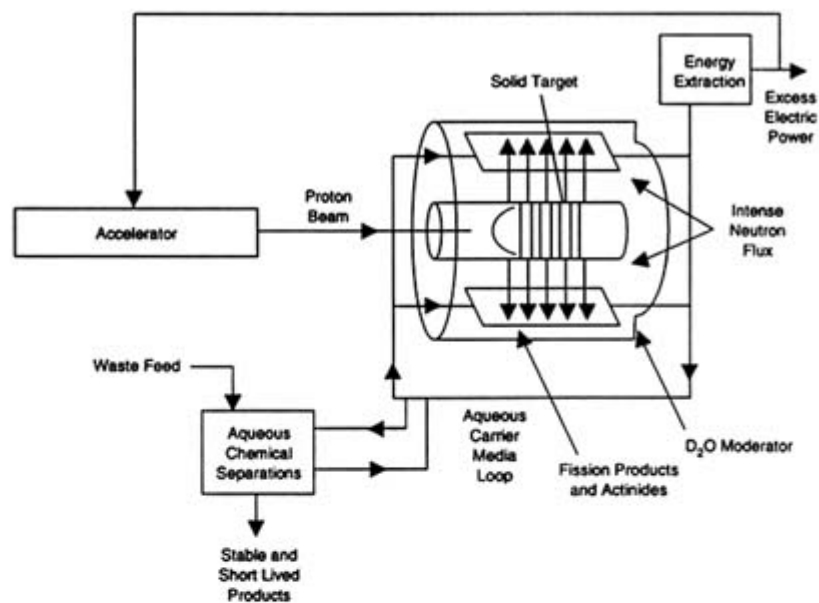 Energy
Extraction
Solid Target
Excess
Electric
Power
Proton
Beam
Accelerator
Intense
Neutron
Flux
Waste Feed
Aqueous
Chemical
Separations
Aqueous
Carrier
Media
Loop
D₂O Moderator
Fission Products
and Actinides
Stable and
Short Lived
Products